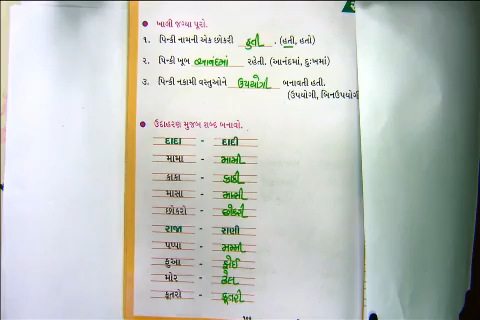 ખાલી જગ્યા પૂરો.
૧. પિન્કી નામની એક છોકરી હતી . (હતી, હતો)
૨. પિન્કી ખૂબ આનંદમાં રહેતી. (આનંદમાં, દુઃખમાં)
૩. પિન્કી નકામી વસ્તુઓને ઉપયોગી બનાવતી હતી.
(ઉપયોગી, બિનઉપયોગી
ઉદાહરણ મુજબ શબ્દ બનાવો.
દાદા - દાદી
મામા - મામી
કાકા - કાકી
માસા - માસી
છોકરો - છોકરી
રાજા - રાણી
પપ્પા - મમ્મી
ફુઆ - ફોઈ
મોર - ઢેલ
કૂતરો - કૂતરી